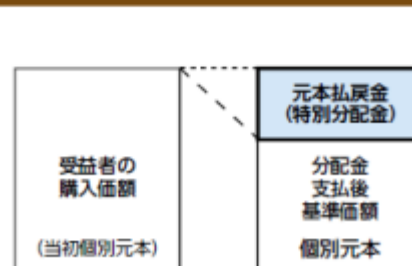 元本払戻金
(特別分配金)
受益者の
購入価額
(当初個別元本)
分配金
支払後
基準価額
個別元本